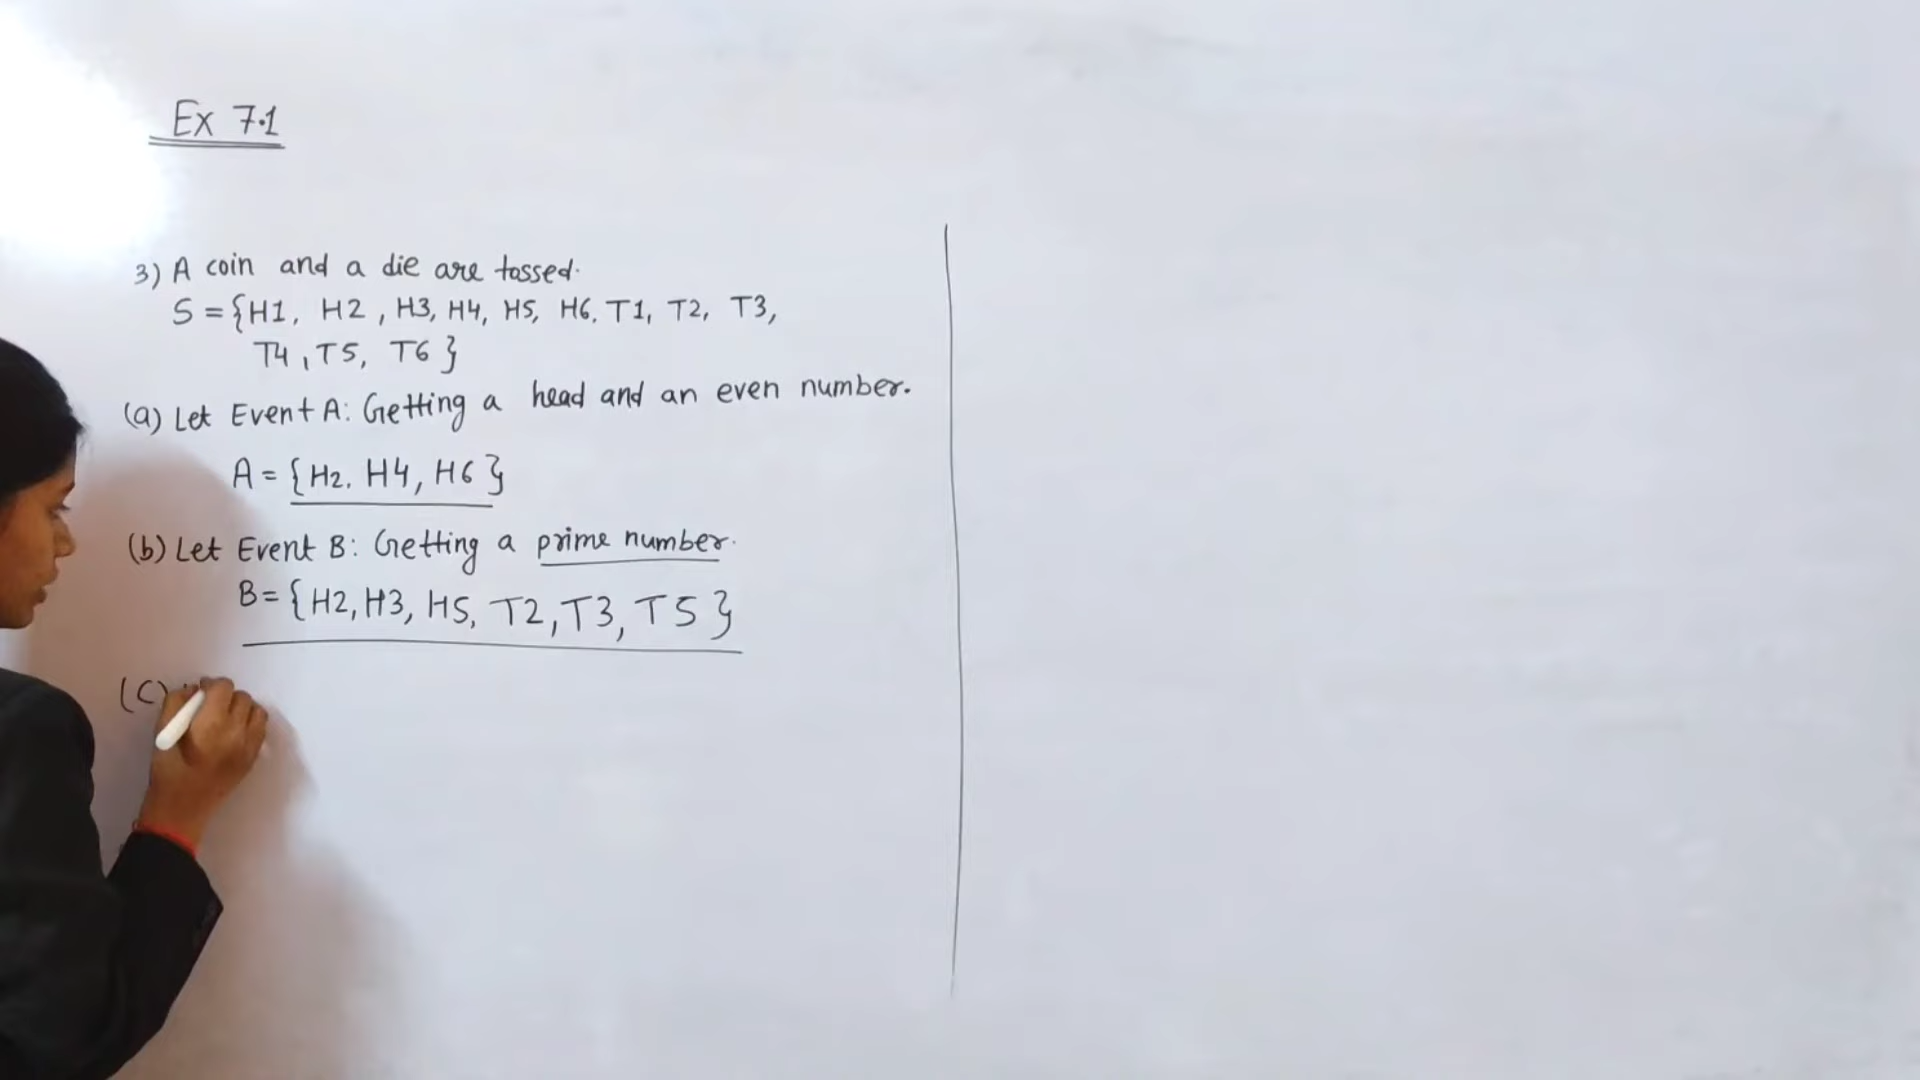 Ex 7.1
3) A coin and a die are tossed.
S = {H1, H2, H3, H4, H5, H6, T1, T2, T3,
T4, T5, T6}
(a) Let Event A: Getting a head and an even number.
A = {H2, H4, H6}
(b) Let Event B: Getting a prime number.
B = {H2, H3, H5, T2, T3, T5}
(C)